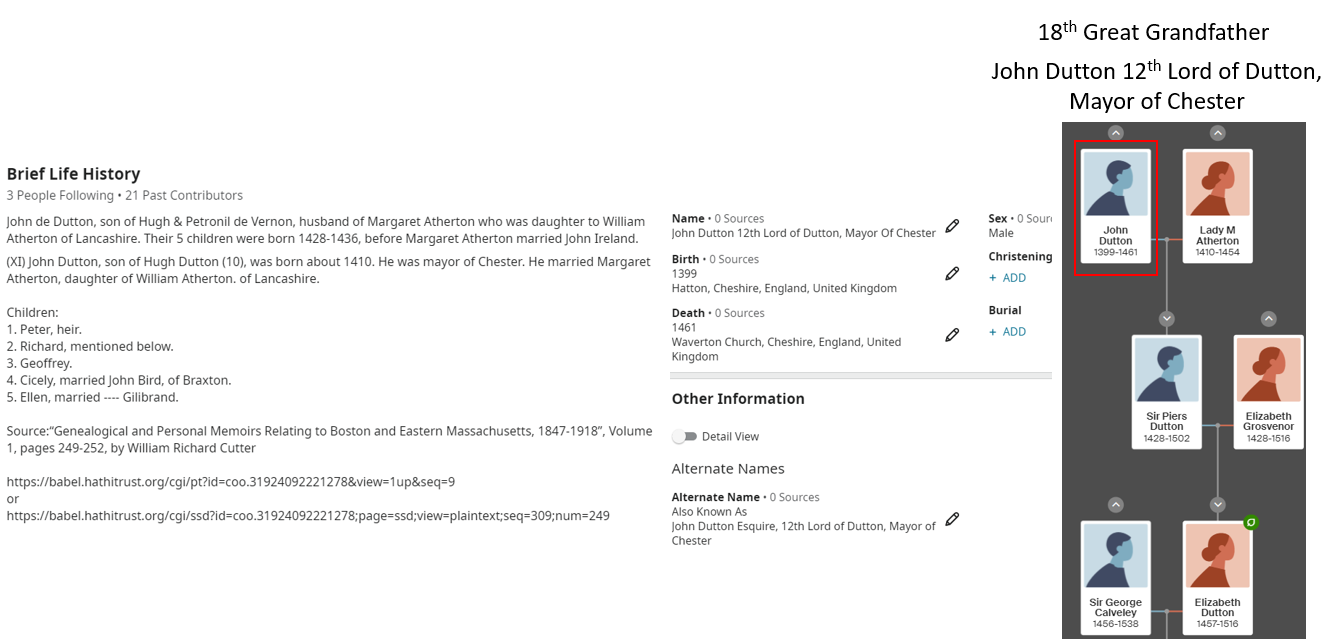 18th Great Grandfather
John Dutton 12th Lord of Dutton,
Mayor of Chester
Brief Life History
3 People Following • 21 Past Contributors
John de Dutton, son of Hugh & Petronil de Vernon, husband of Margaret Atherton who was daughter to William
Atherton of Lancashire. Their 5 children were born 1428-1436, before Margaret Atherton married John Ireland.
(XI) John Dutton, son of Hugh Dutton (10), was born about 1410. He was mayor of Chester. He married Margaret
Atherton, daughter of William Atherton. of Lancashire.
Children:
1. Peter, heir.
2. Richard, mentioned below.
3. Geoffrey.
4. Cicely, married John Bird, of Braxton.
5. Ellen, married ---- Gilibrand.
Source:“Genealogical and Personal Memoirs Relating to Boston and Eastern Massachusetts, 1847-1918”, Volume
1, pages 249-252, by William Richard Cutter
https://babel.hathitrust.org/cgi/pt?id=coo.31924092221278&view=1up&seq=9
or
https://babel.hathitrust.org/cgi/ssd?id=coo.31924092221278;page=ssd;view=plaintext;seq=309;num=249
Name • 0 Sources
John Dutton 12th Lord of Dutton, Mayor Of Chester
Birth • 0 Sources
1399
Hatton, Cheshire, England, United Kingdom
Death • 0 Sources
1461
Waverton Church, Cheshire, England, United
Kingdom
Sex • 0 Sour
Male
Christening
+ ADD
Burial
+ ADD
Other Information
Detail View
Alternate Names
Alternate Name • 0 Sources
Also Known As
John Dutton Esquire, 12th Lord of Dutton, Mayor of
Chester
John
Dutton
1399-1461
Lady M
Atherton
1410-1454
Sir Piers
Dutton
1428-1502
Elizabeth
Grosvenor
1428-1516
Sir George
Calveley
1456-1538
Elizabeth
Dutton
1457-1516